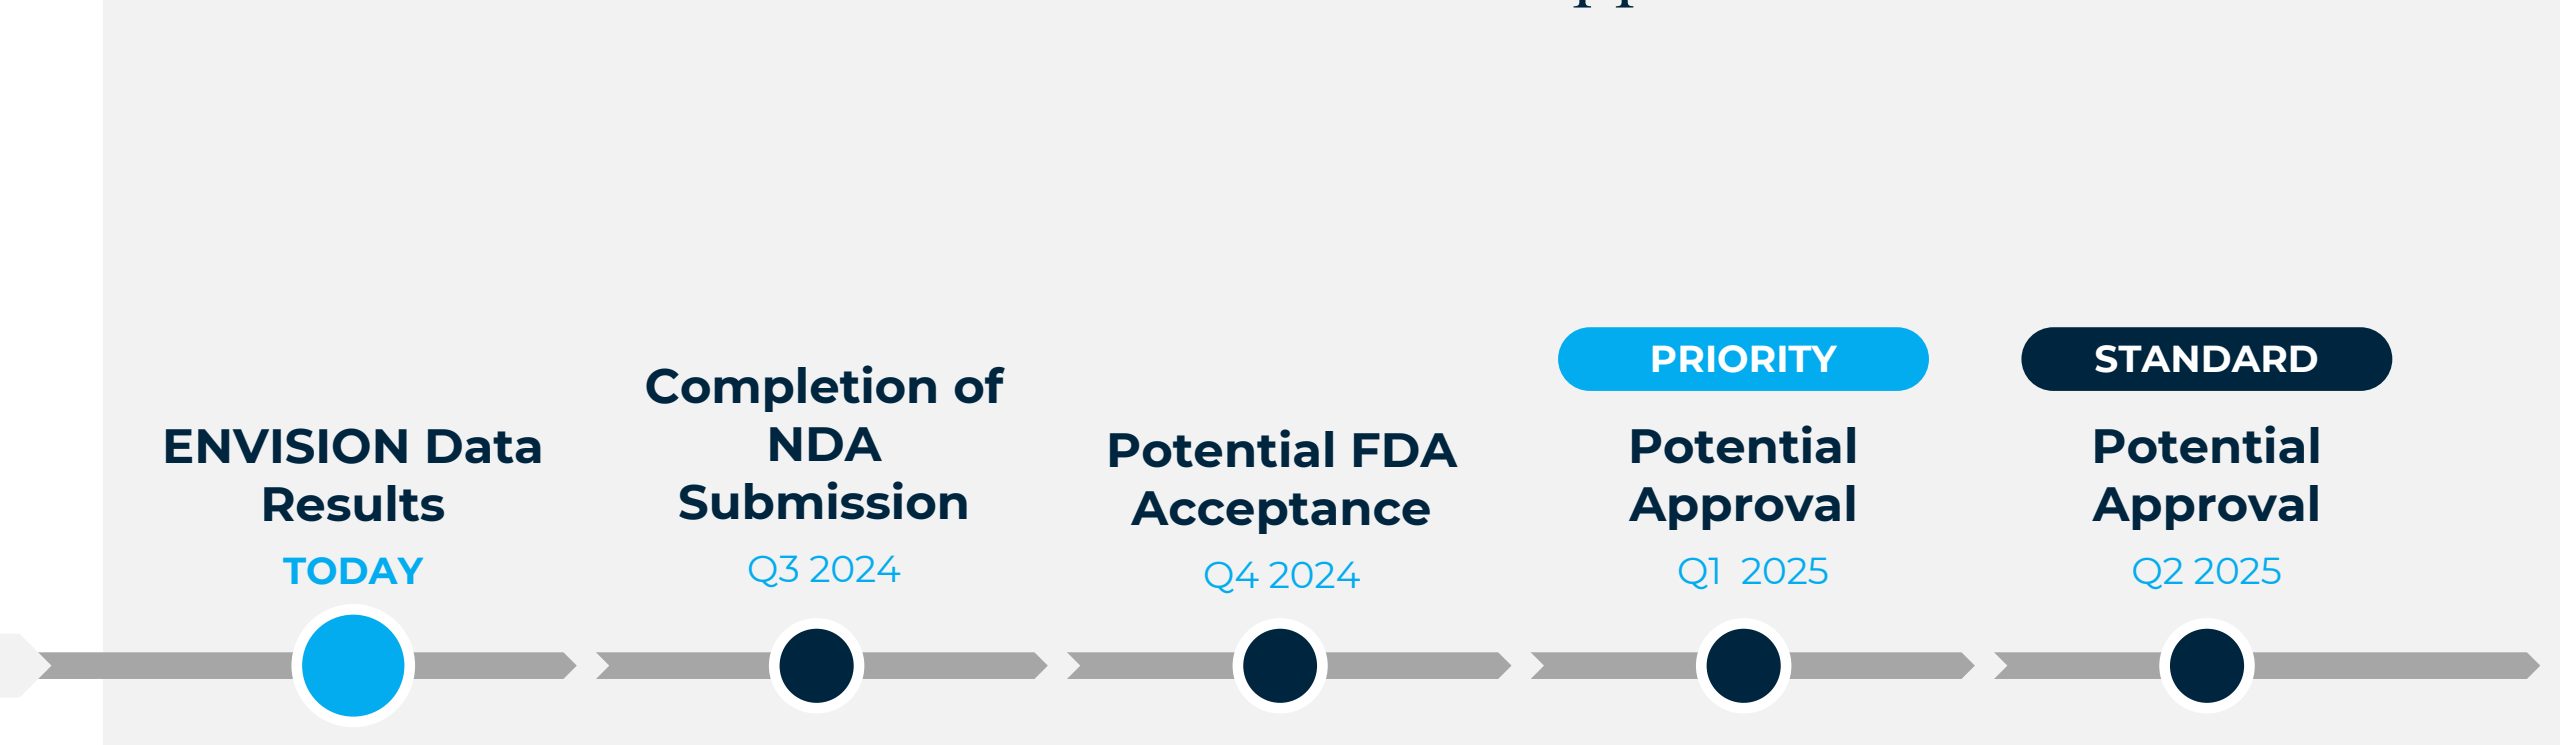 ENVISION Data
Results
TODAY
Completion of
NDA
Submission
Q3 2024
Potential FDA
Acceptance
Q4 2024
PRIORITY
Potential
Approval
Q1  2025
STANDARD
Potential
Approval
Q2 2025